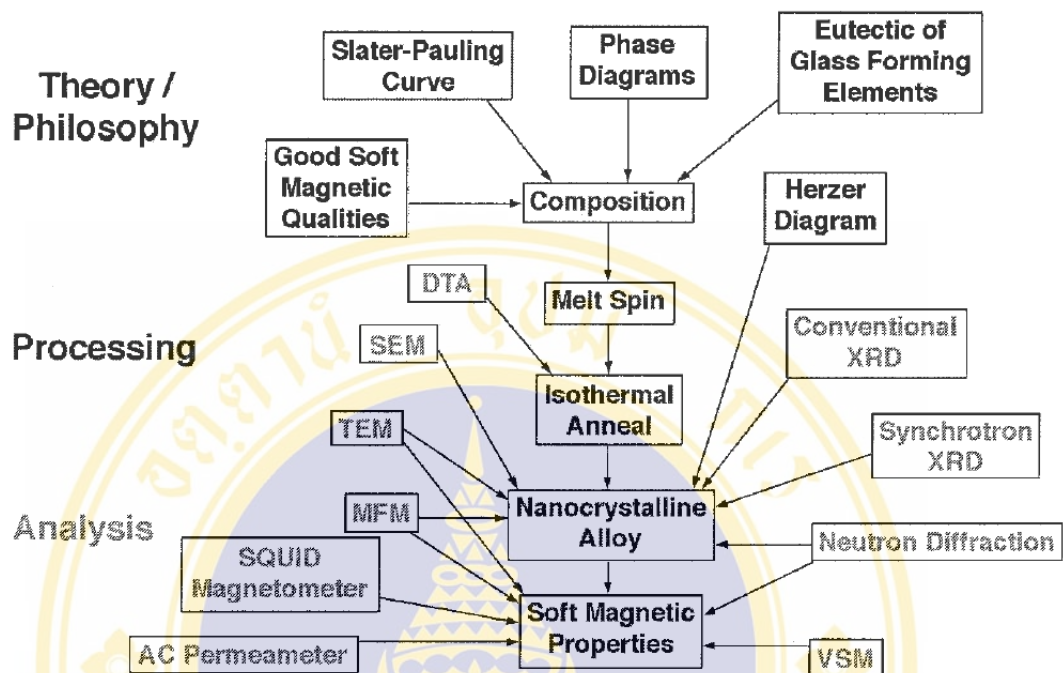 Theory /
Philosophy
Slater-Pauling
Curve
Phase
Diagrams
Eutectic of
Glass Forming
Elements
Good Soft
Magnetic
Qualities
Composition
Herzer
Diagram
DTA
Melt Spin
Processing
SEM
Conventional
XRD
Isothermal
Anneal
TEM
Synchrotron
XRD
Analysis
MFM
Nanocrystalline
Alloy
Neutron Diffraction
SQUID
Magnetometer
Soft Magnetic
Properties
AC Permeameter
VSM